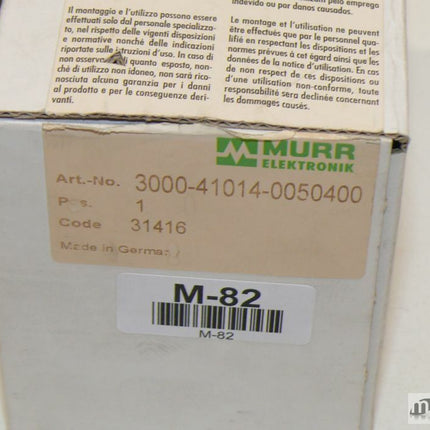 indevido ou por danos causados.
Il montaggio e l'utilizzo possono essere
effettuati solo dal personale specializza-
to, nel rispetto delle vigenti disposizioni
e normative nonché delle indicazioni
riportate sulle istruzioni d'uso. In caso di
non osservanza di quanto esposto, non-
ché di utilizzo non idoneo, non sarà rico-
nosciuta alcuna garanzia per i danni
al prodotto e per le conseguenze deri-
vanti.
Le montage et l'utilisation ne peuvent
être effectués que par le personnel qua-
lifié en respectant les dispositions et les
normes prévues à cet égard ainsi que les
données de la notice d'utilisation. En cas
de non respect de ces dispositions ou
d'une utilisation non-conforme, toute
responsabilité sera declinée concernant
les dommages causés.
MURR
ELEKTRONIK
Art.-No. 3000-41014-0050400
Pos. 1
Code 31416
Made in Germany
M-82
M-82